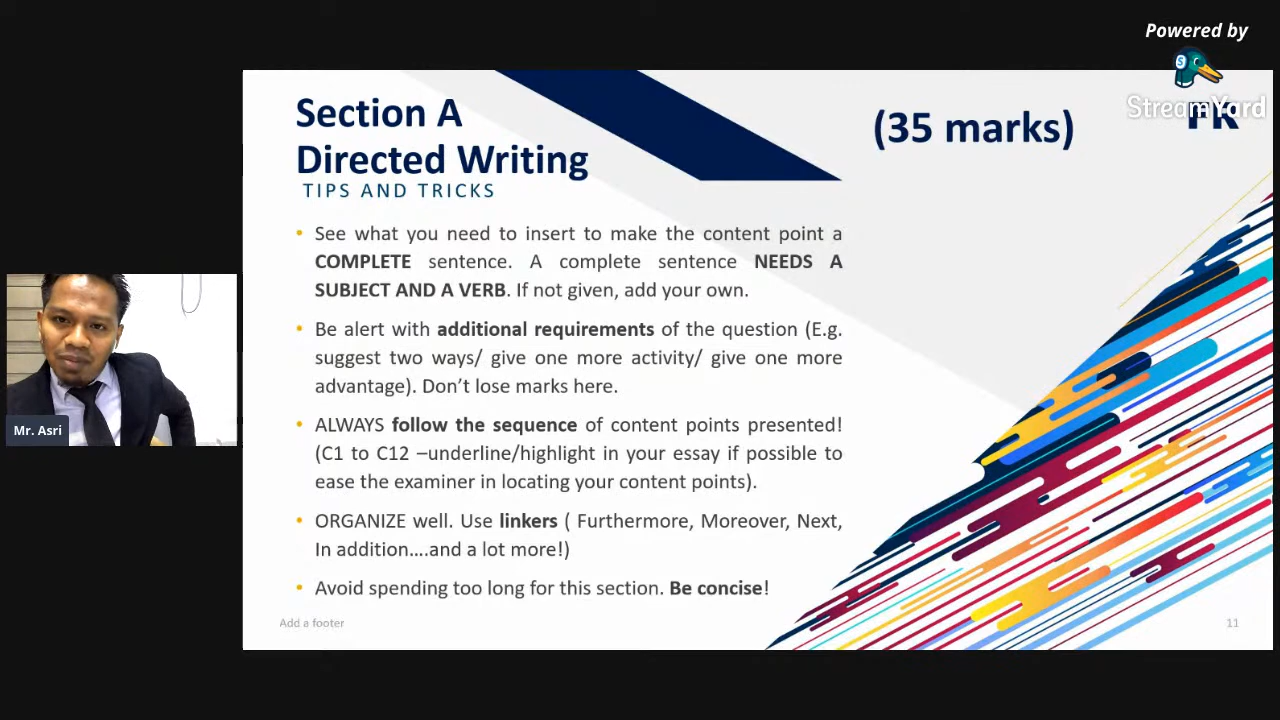 Powered by
StreamYard
Section A
Directed Writing
(35 marks)
TIPS AND TRICKS
• See what you need to insert to make the content point a
COMPLETE sentence. A complete sentence NEEDS A
SUBJECT AND A VERB. If not given, add your own.
• Be alert with additional requirements of the question (E.g.
suggest two ways/ give one more activity/ give one more
advantage). Don’t lose marks here.
• ALWAYS follow the sequence of content points presented!
(C1 to C12 –underline/highlight in your essay if possible to
ease the examiner in locating your content points).
• ORGANIZE well. Use linkers ( Furthermore, Moreover, Next,
In addition....and a lot more!)
• Avoid spending too long for this section. Be concise!
Mr. Asri
Add a footer
11